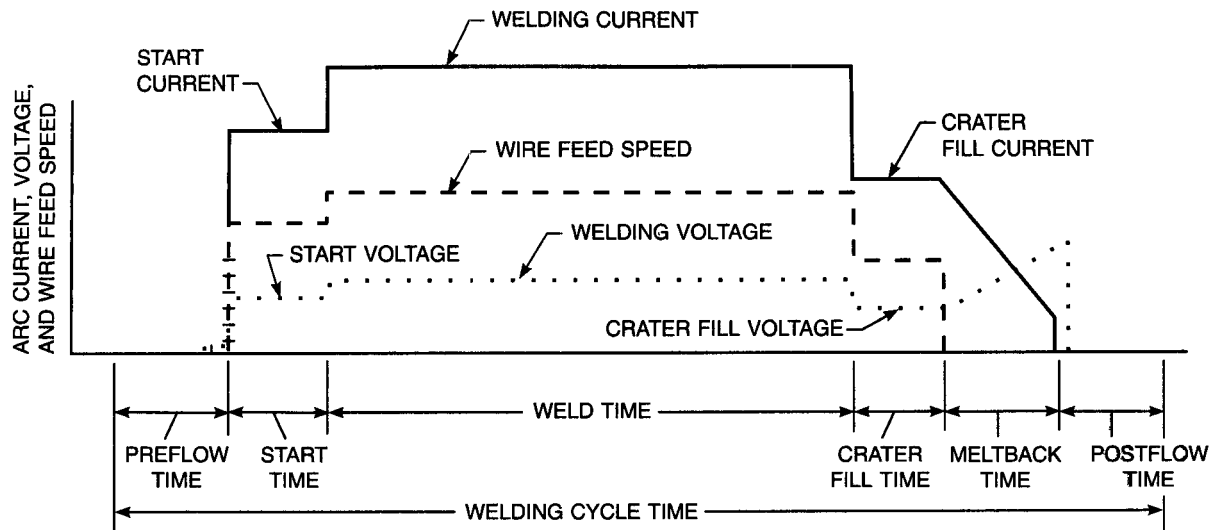 WELDING CURRENT
START
CURRENT
CRATER
FILL CURRENT
WIRE FEED SPEED
WELDING VOLTAGE
START VOLTAGE
CRATER FILL VOLTAGE
ARC CURRENT, VOLTAGE,
AND WIRE FEED SPEED
WELD TIME
PREFLOW
TIME
START
TIME
CRATER
FILL TIME
MELTBACK
TIME
POSTFLOW
TIME
WELDING CYCLE TIME